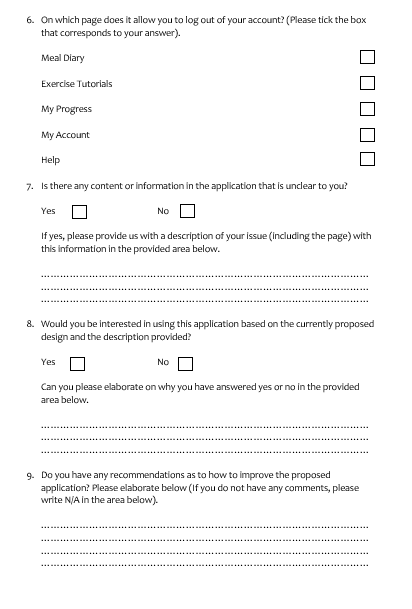 6. On which page does it allow you to log out of your account? (Please tick the box
that corresponds to your answer).
Meal Diary
Exercise Tutorials
My Progress
My Account
Help
7. Is there any content or information in the application that is unclear to you?
Yes No
If yes, please provide us with a description of your issue (including the page) with
this information in the provided area below.
8. Would you be interested in using this application based on the currently proposed
design and the description provided?
Yes No
Can you please elaborate on why you have answered yes or no in the provided
area below.
9. Do you have any recommendations as to how to improve the proposed
application? Please elaborate below (If you do not have any comments, please
write N/A in the area below).